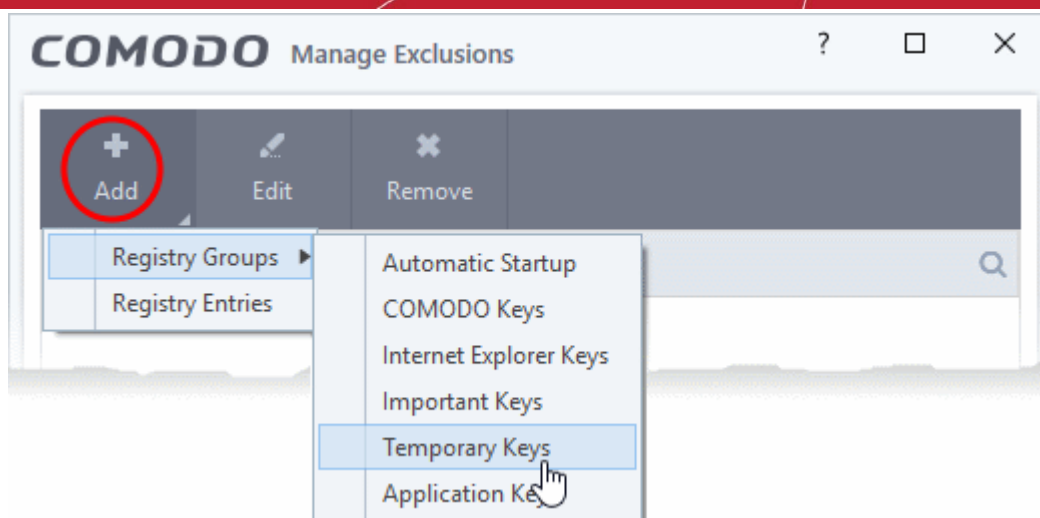 COMODO Manage Exclusions ?
Add Edit Remove
Registry Groups
Registry Entries
Automatic Startup
COMODO Keys
Internet Explorer Keys
Important Keys
Temporary Keys
Application